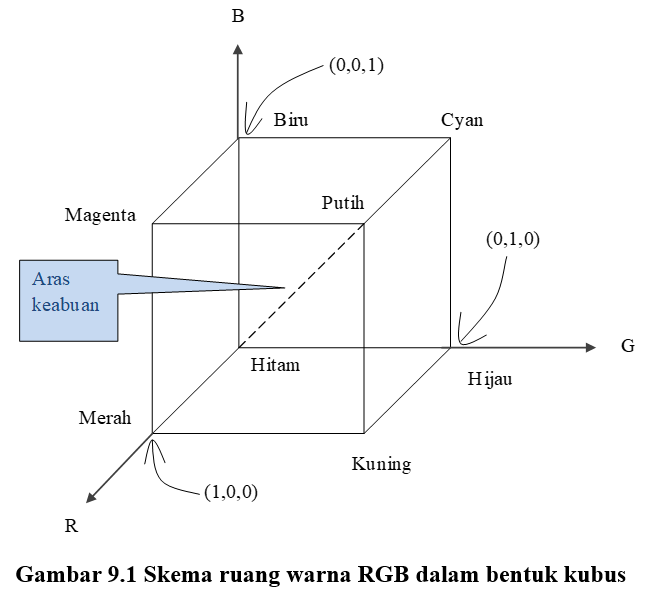 B
(0,0,1)
Biru
Cyan
Putih
Magenta
(0,1,0)
Aras
keabuan
G
Hitam
Hijau
Merah
Kuning
(1,0,0)
R
Gambar 9.1 Skema ruang warna RGB dalam bentuk kubus